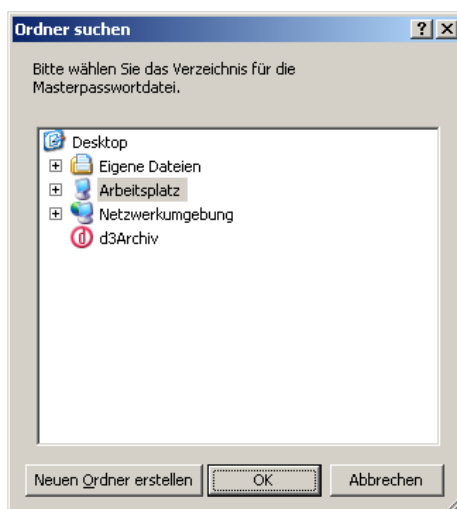 Ordner suchen
Bitte wählen Sie das Verzeichnis für die
Masterpasswortdatei.
Desktop
Eigene Dateien
Arbeitsplatz
Netzwerkumgebung
d3Archiv
Neuen Ordner erstellen OK Abbrechen